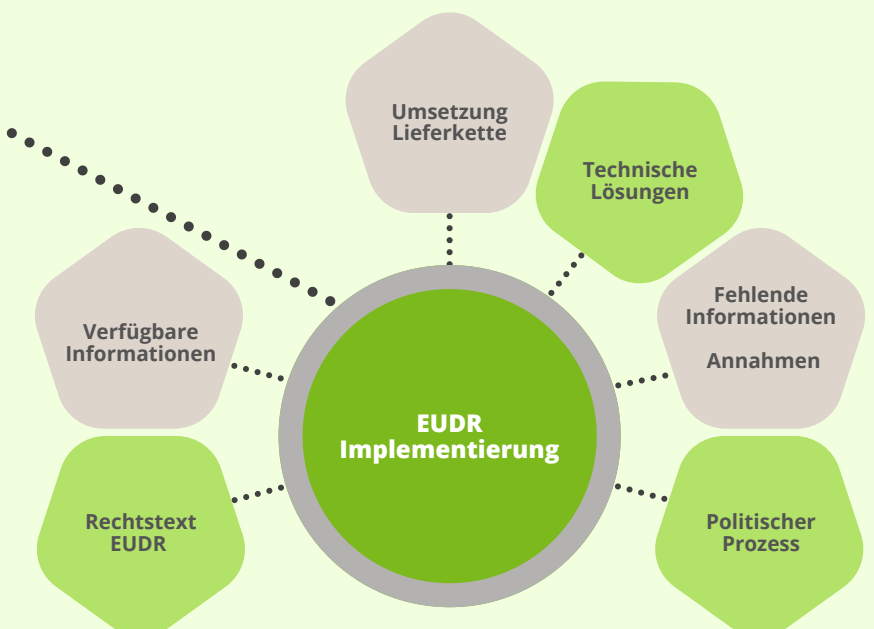 Umsetzung
Lieferkette
Technische
Lösungen
Fehlende
Informationen
Annahmen
Verfügbare
Informationen
EUDR
Implementierung
Rechtstext
EUDR
Politischer
Prozess